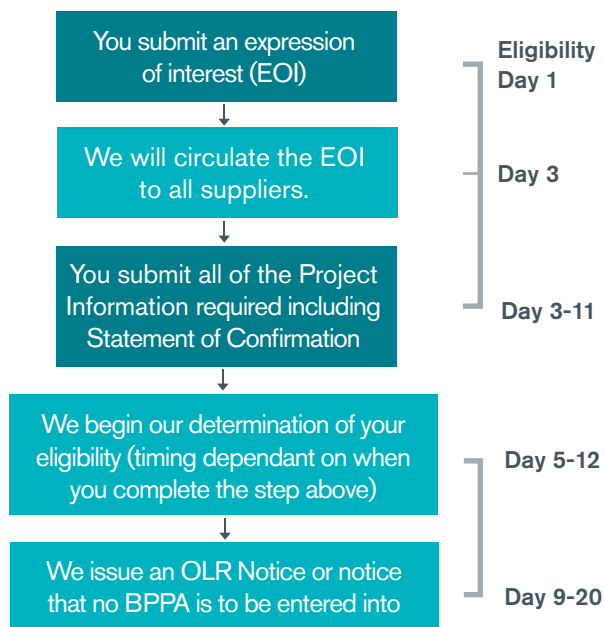 You submit an expression
of interest (EOI)
Eligibility
Day 1
We will circulate the EOI
to all suppliers.
Day 3
You submit all of the Project
Information required including
Statement of Confirmation
Day 3-11
We begin our determination of your
eligibility (timing dependant on when
you complete the step above)
Day 5-12
We issue an OLR Notice or notice
that no BPPA is to be entered into
Day 9-20